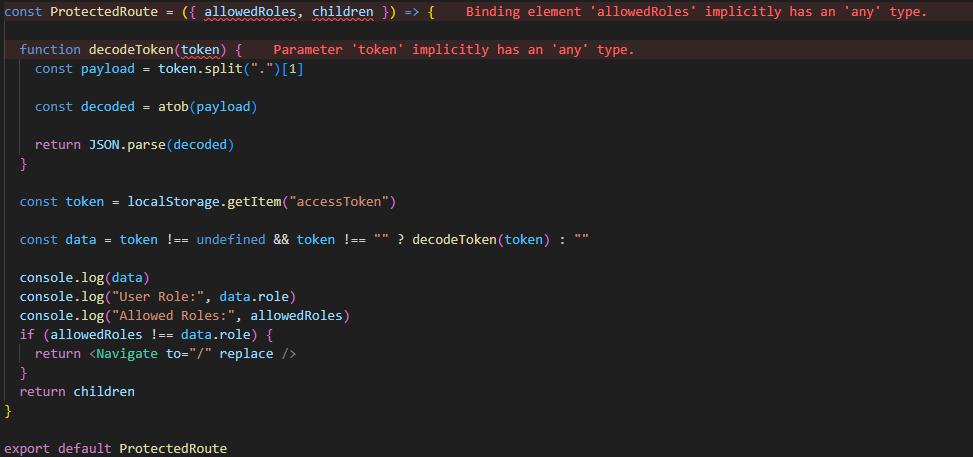 const ProtectedRoute = ({ allowedRoles, children }) => {    Binding element 'allowedRoles' implicitly has an 'any' type.
function decodeToken(token) {    Parameter 'token' implicitly has an 'any' type.
const payload = token.split(".")[1]
const decoded = atob(payload)
return JSON.parse(decoded)
}
const token = localStorage.getItem("accessToken")
const data = token !== undefined && token !== "" ? decodeToken(token) : ""
console.log(data)
console.log("User Role:", data.role)
console.log("Allowed Roles:", allowedRoles)
if (allowedRoles !== data.role) {
return <Navigate to="/" replace />
}
return children
}
export default ProtectedRoute